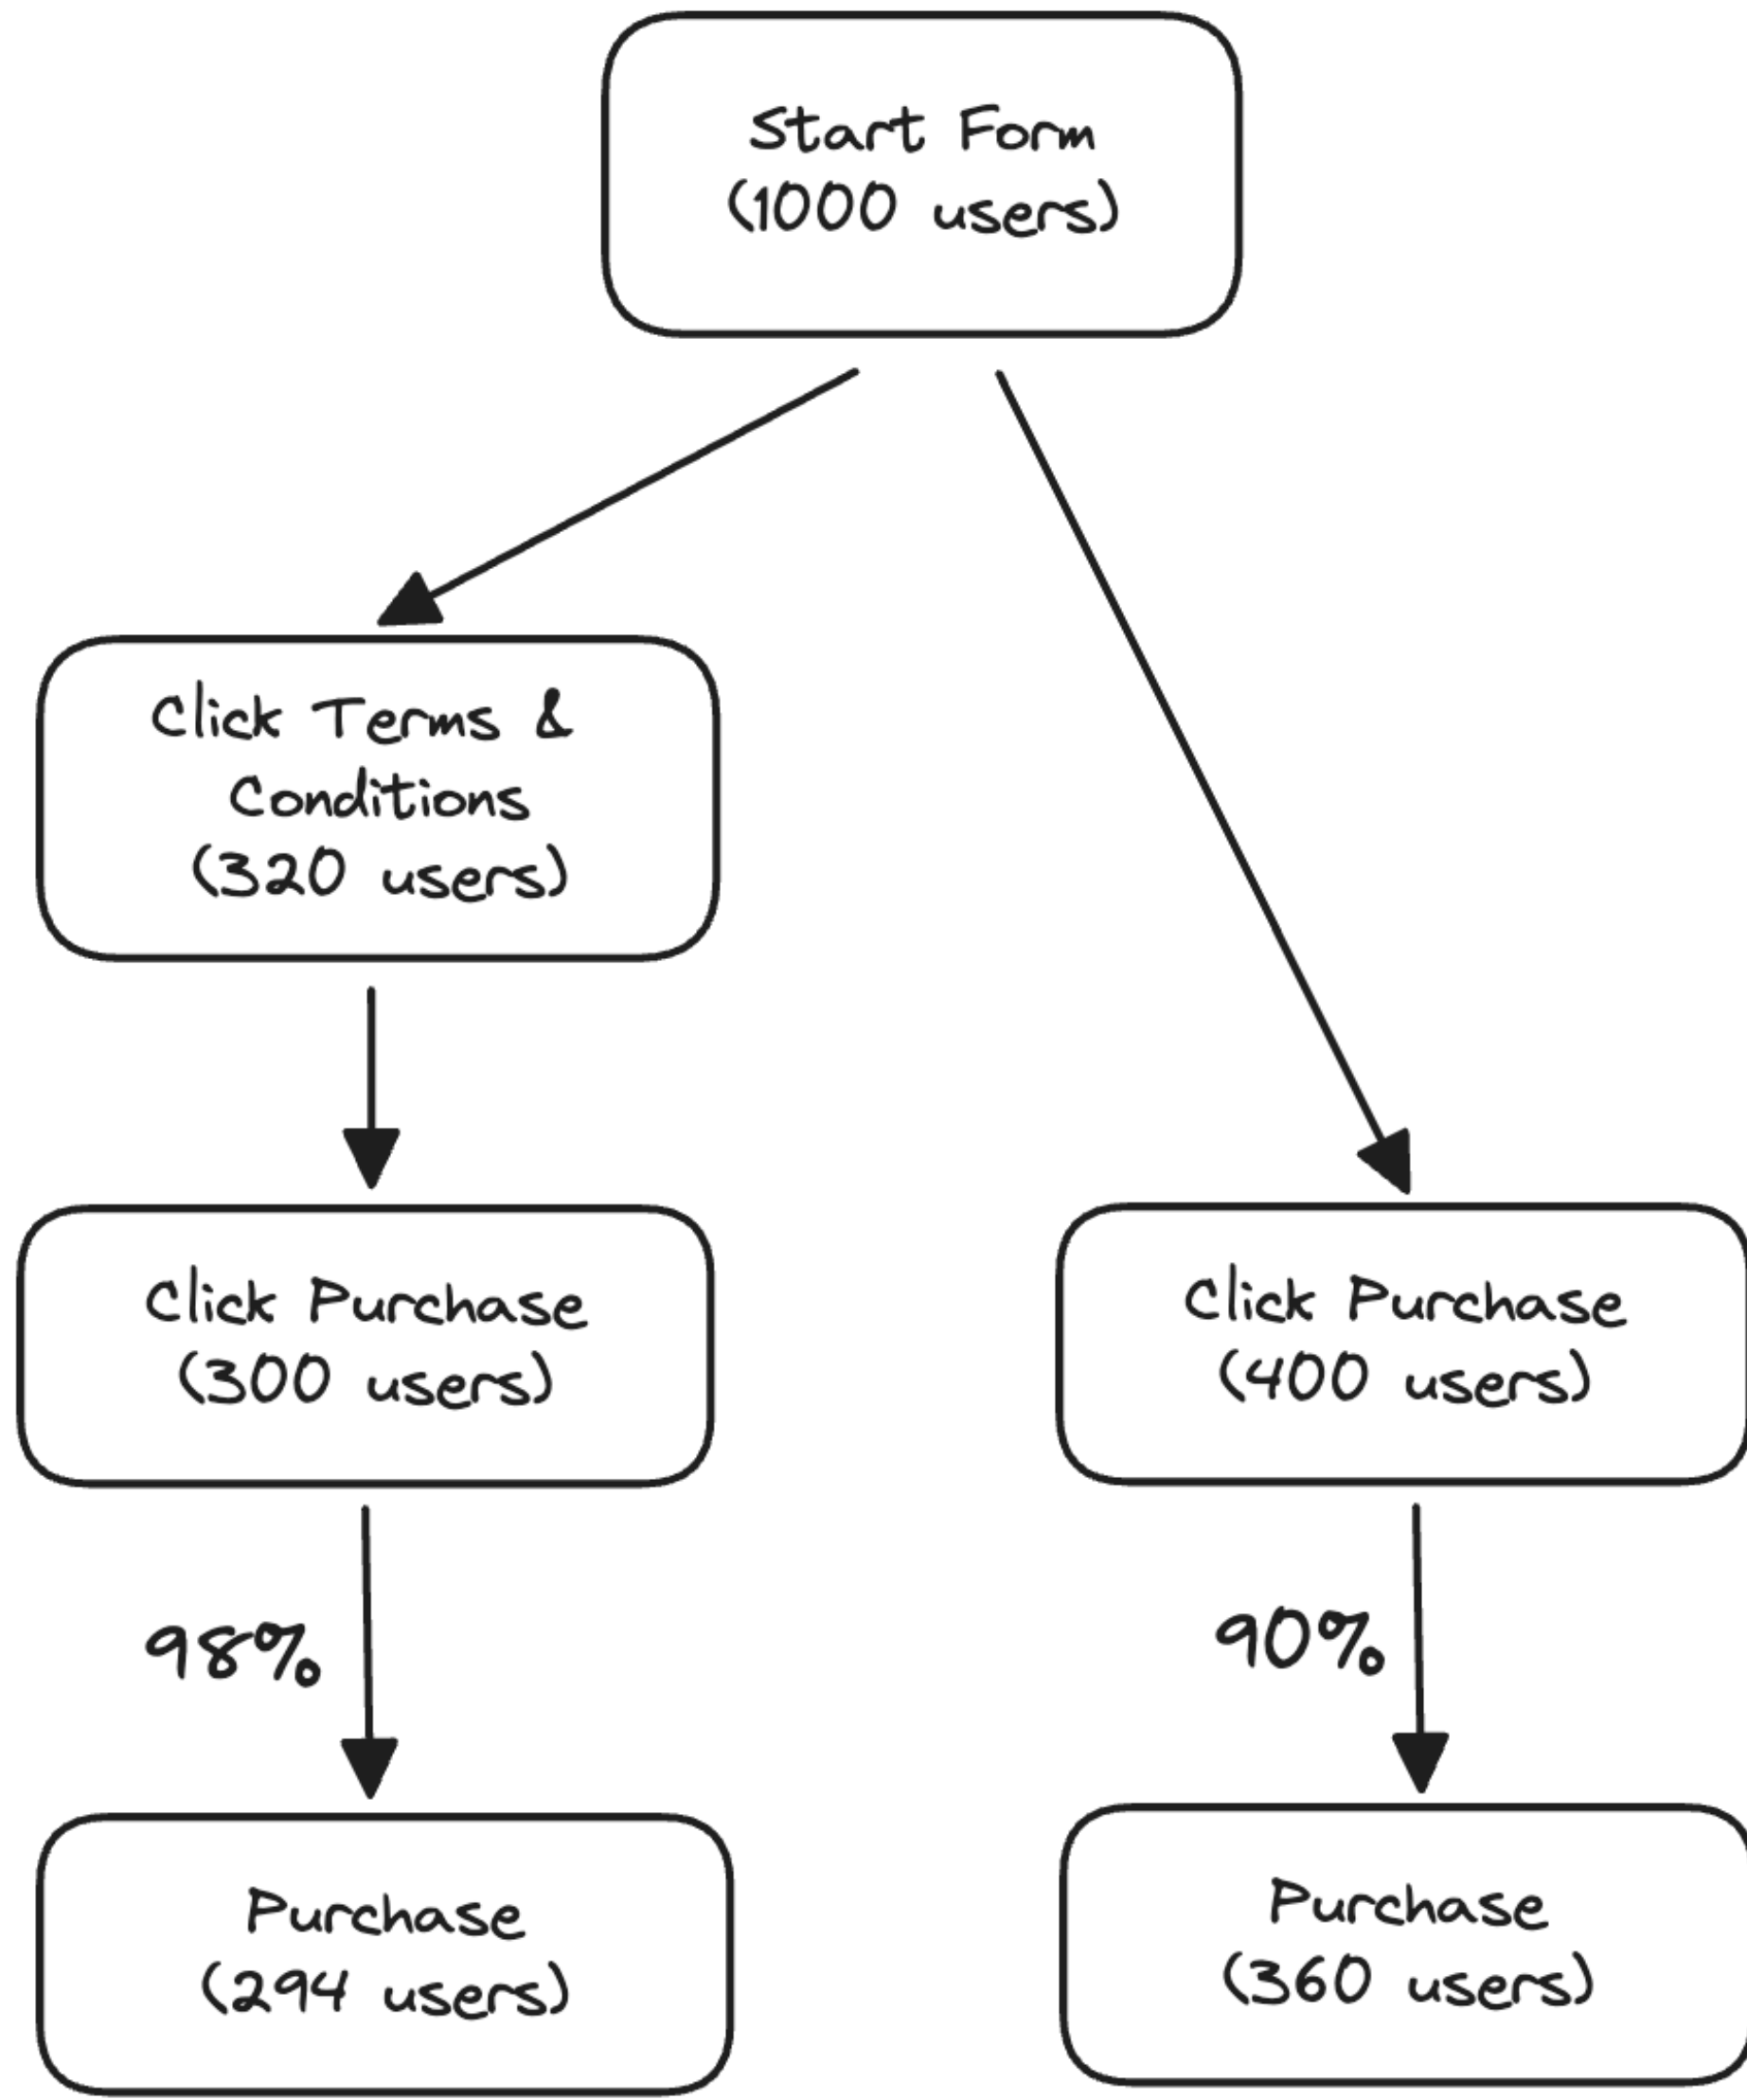 Start Form
(1000 users)
Click Terms &
Conditions
(320 users)
Click Purchase
(300 users)
Click Purchase
(400 users)
98%
90%
Purchase
(294 users)
Purchase
(360 users)